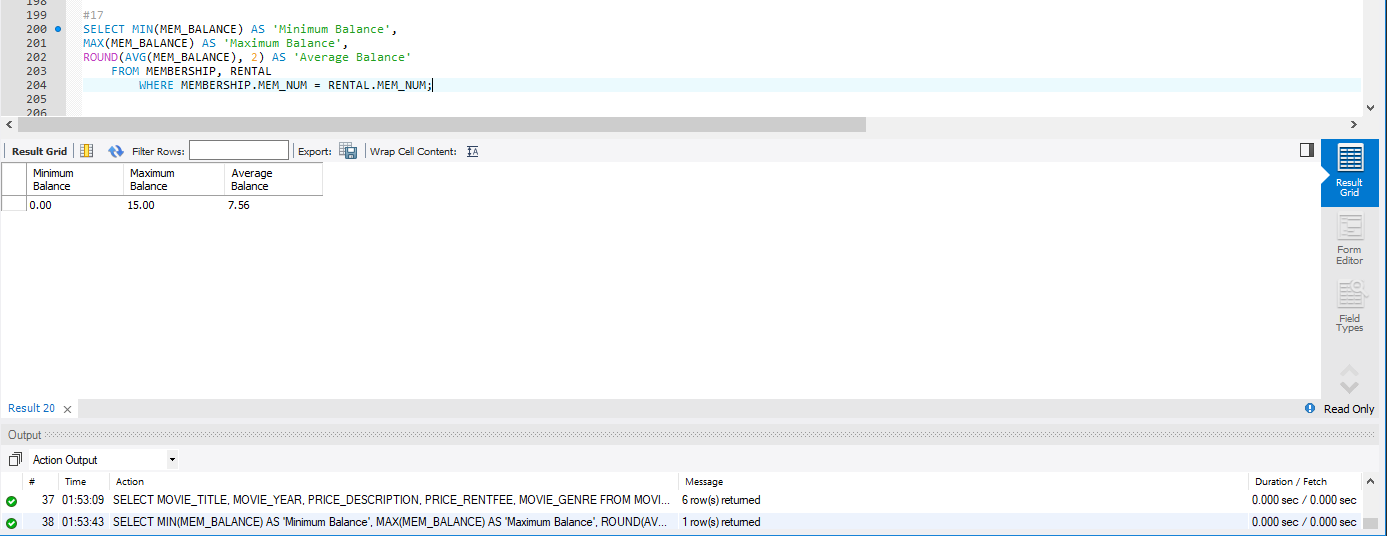 198
199 #17
200 SELECT MIN(MEM_BALANCE) AS 'Minimum Balance',
201 MAX(MEM_BALANCE) AS 'Maximum Balance',
202 ROUND(AVG(MEM_BALANCE), 2) AS 'Average Balance'
203 FROM MEMBERSHIP, RENTAL
204 WHERE MEMBERSHIP.MEM_NUM = RENTAL.MEM_NUM;
205
206
Result Grid Filter Rows: Export: Wrap Cell Content: IA
Minimum Balance Maximum Balance Average Balance
0.00 15.00 7.56
Result Grid
Form Editor
Field Types
Result 20 × Read Only
Output
Action Output
# Time Action Message Duration / Fetch
37 01:53:09 SELECT MOVIE_TITLE, MOVIE_YEAR, PRICE_DESCRIPTION, PRICE_RENTFEE, MOVIE_GENRE FROM MOVI... 6 row(s) returned 0.000 sec / 0.000 sec
38 01:53:43 SELECT MIN(MEM_BALANCE) AS 'Minimum Balance', MAX(MEM_BALANCE) AS 'Maximum Balance', ROUND(AV... 1 row(s) returned 0.000 sec / 0.000 sec